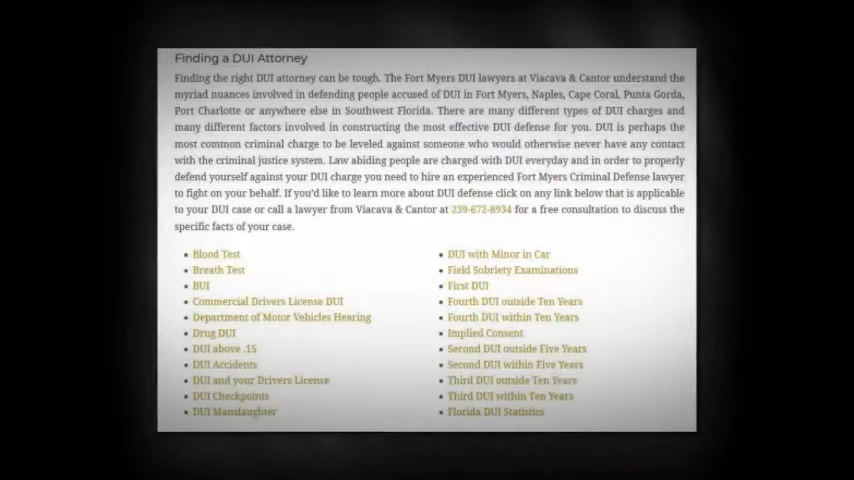 Finding a DUI Attorney
Finding the right DUI attorney can be tough. The Fort Myers DUI lawyers at Viacava & Cantor understand the
myriad nuances involved in defending people accused of DUI in Fort Myers, Naples, Cape Coral, Punta Gorda,
Port Charlotte or anywhere else in Southwest Florida. There are many different types of DUI charges and
many different factors involved in constructing the most effective DUI defense for you. DUI is perhaps the
most common criminal charge to be leveled against someone who would otherwise never have any contact
with the criminal justice system. Law abiding people are charged with DUI everyday and in order to properly
defend yourself against your DUI charge you need to hire an experienced Fort Myers Criminal Defense lawyer
to fight on your behalf. If you'd like to learn more about DUI defense click on any link below that is applicable
to your DUI case or call a lawyer from Viacava & Cantor at 239-672-8934 for a free consultation to discuss the
specific facts of your case.
Blood Test
Breath Test
BUI
Commercial Drivers License DUI
Department of Motor Vehicles Hearing
Drug DUI
DUI above .15
DUI Accidents
DUI and your Drivers License
DUI Checkpoints
DUI Manslaughter
DUI with Minor in Car
Field Sobriety Examinations
First DUI
Fourth DUI outside Ten Years
Fourth DUI within Ten Years
Implied Consent
Second DUI outside Five Years
Second DUI within Five Years
Third DUI outside Ten Years
Third DUI within Ten Years
Florida DUI Statistics